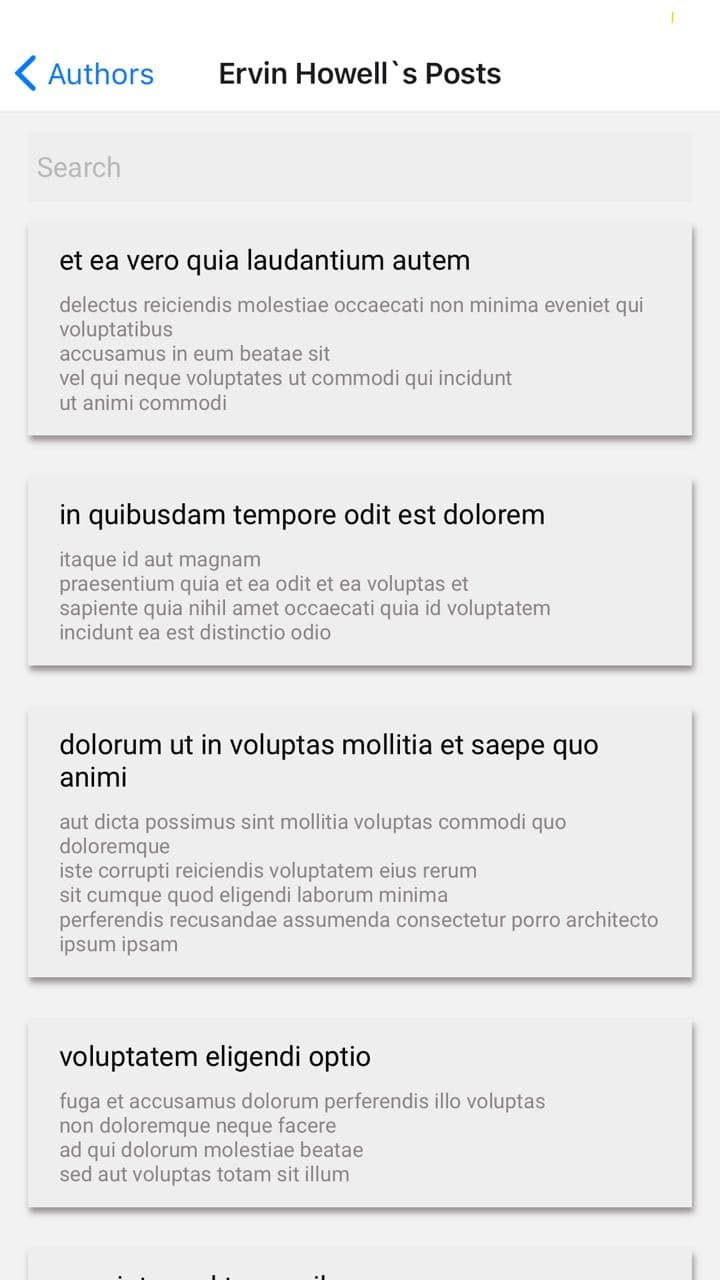 Authors
Ervin Howell`s Posts
Search
et ea vero quia laudantium autem
delectus reiciendis molestiae occaecati non minima eveniet qui
voluptatibus
accusamus in eum beatae sit
vel qui neque voluptates ut commodi qui incidunt
ut animi commodi
in quibusdam tempore odit est dolorem
itaque id aut magnam
praesentium quia et ea odit et ea voluptas et
sapiente quia nihil amet occaecati quia id voluptatem
incidunt ea est distinctio odio
dolorum ut in voluptas mollitia et saepe quo
animi
aut dicta possimus sint mollitia voluptas commodi quo
doloremque
iste corrupti reiciendis voluptatem eius rerum
sit cumque quod eligendi laborum minima
perferendis recusandae assumenda consectetur porro architecto
ipsum ipsam
voluptatem eligendi optio
fuga et accusamus dolorum perferendis illo voluptas
non doloremque neque facere
ad qui dolorum molestiae beatae
sed aut voluptas totam sit illum